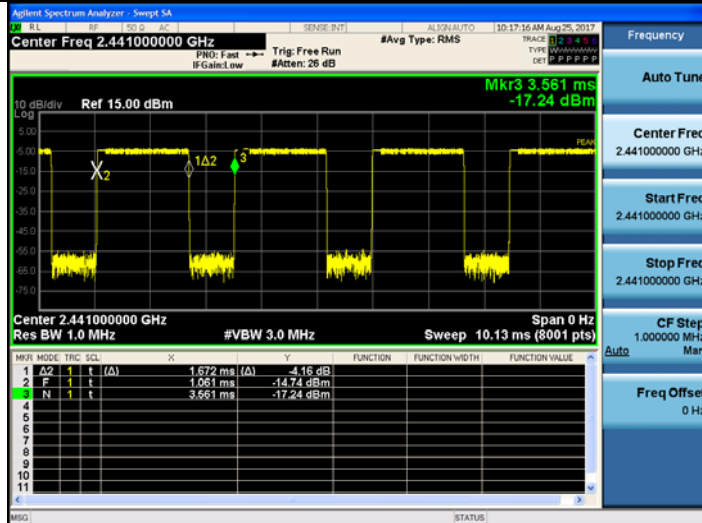 Agilent Spectrum Analyzer - Swept SA
RL RF 50 Ω AC SENSE:INT ALIGN AUTO 10:17:16 AM Aug 25, 2017
Center Freq 2.441000000 GHz
PNO: Fast
IFGain:Low
Trig: Free Run
#Atten: 26 dB
#Avg Type: RMS
TRACE 1 2 3 4 5 6
TYPE
DET P P P P P P
Mkr3 3.561 ms
-17.24 dBm
10 dB/div Ref 15.00 dBm
Log
5.00
-5.00
-15.0
-25.0
-35.0
-45.0
-55.0
-65.0
-75.0
PEAK
2
1Δ2
3
Center 2.441000000 GHz Span 0 Hz
Res BW 1.0 MHz #VBW 3.0 MHz Sweep 10.13 ms (8001 pts)
MKR MODE TRC SCL X Y FUNCTION FUNCTION WIDTH FUNCTION VALUE
1 Δ2 1 t (Δ) 1.672 ms (Δ) -4.16 dB
2 F 1 t 1.061 ms -14.74 dBm
3 N 1 t 3.561 ms -17.24 dBm
4
5
6
7
8
9
10
11
MSG STATUS
Frequency
Auto Tune
Center Freq
2.441000000 GHz
Start Freq
2.441000000 GHz
Stop Freq
2.441000000 GHz
CF Step
1.000000 MHz
Auto Man
Freq Offset
0 Hz